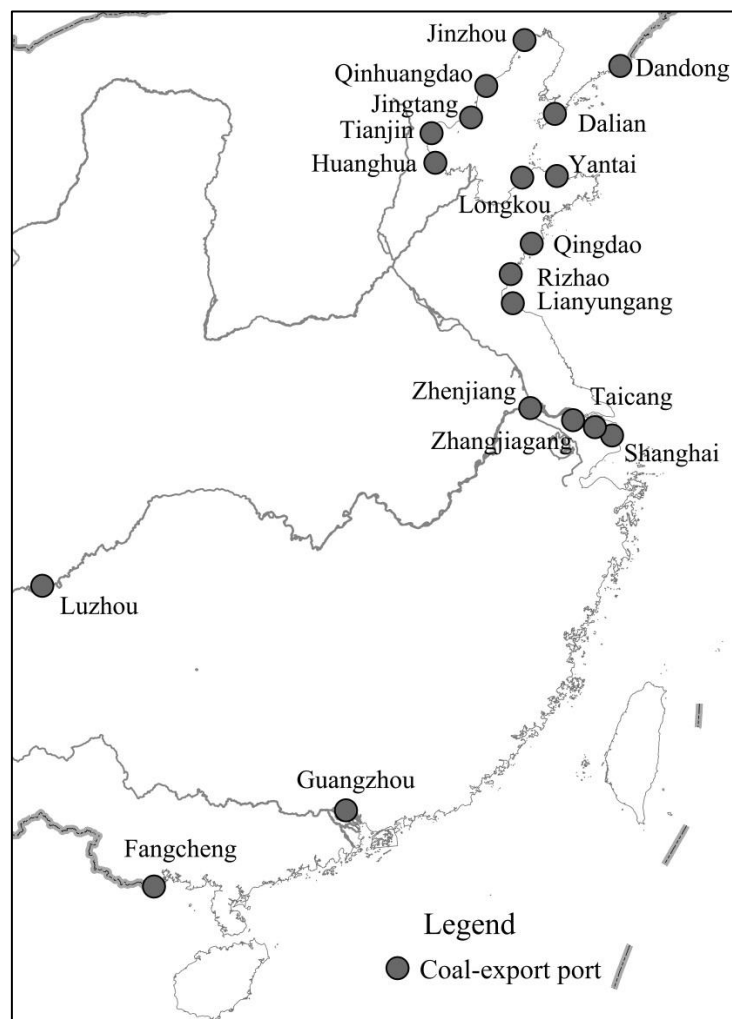 Jinzhou
Dandong
Qinhuangdao
Jingtang
Dalian
Tianjin
Huanghua
Yantai
Longkou
Qingdao
Rizhao
Lianyungang
Zhenjiang
Taicang
Zhangjiagang
Shanghai
Luzhou
Guangzhou
Fangcheng
Legend
Coal-export port